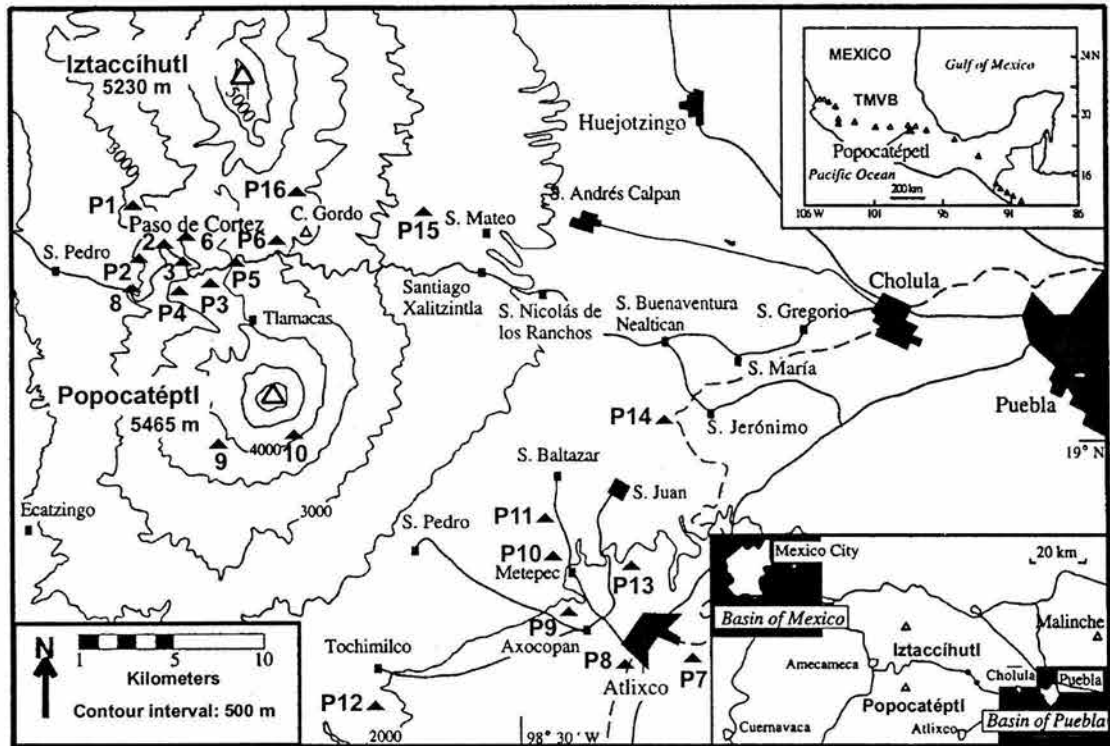 Iztaccíhutl
5230 m
5000
3000
P1
P16
Paso de Cortez
C. Gordo
2
6
P6
P15
S. Mateo
S. Pedro
P2
3
P5
8
P4
P3
Tlamacas
Santiago
Xalitzintla
S. Nicolás de
los Ranchos
Huejotzingo
S. Andrés Calpan
Cholula
S. Buenaventura
Nealtican
S. Gregorio
S. María
S. Jerónimo
Puebla
P14
19° N
Popocatéptl
5465 m
4000
9
10
3000
Ecatzingo
S. Pedro
S. Baltazar
S. Juan
P11
P10
Metepec
P13
P9
Axocopan
P8
Atlixco
P7
Tochimilco
P12
2000
98° 30 ' W
N
1
5
10
Kilometers
Contour interval: 500 m
MEXICO
Gulf of Mexico
TMVB
Popocatépetl
Pacific Ocean
200 km
24N
20
16
106 W
101
96
91
86
Mexico City
20 km
Basin of Mexico
Malinche
Iztaccíhutl
Amecameca
Cholula
Puebla
Popocatéptl
Cuernavaca
Atlixco
Basin of Puebla